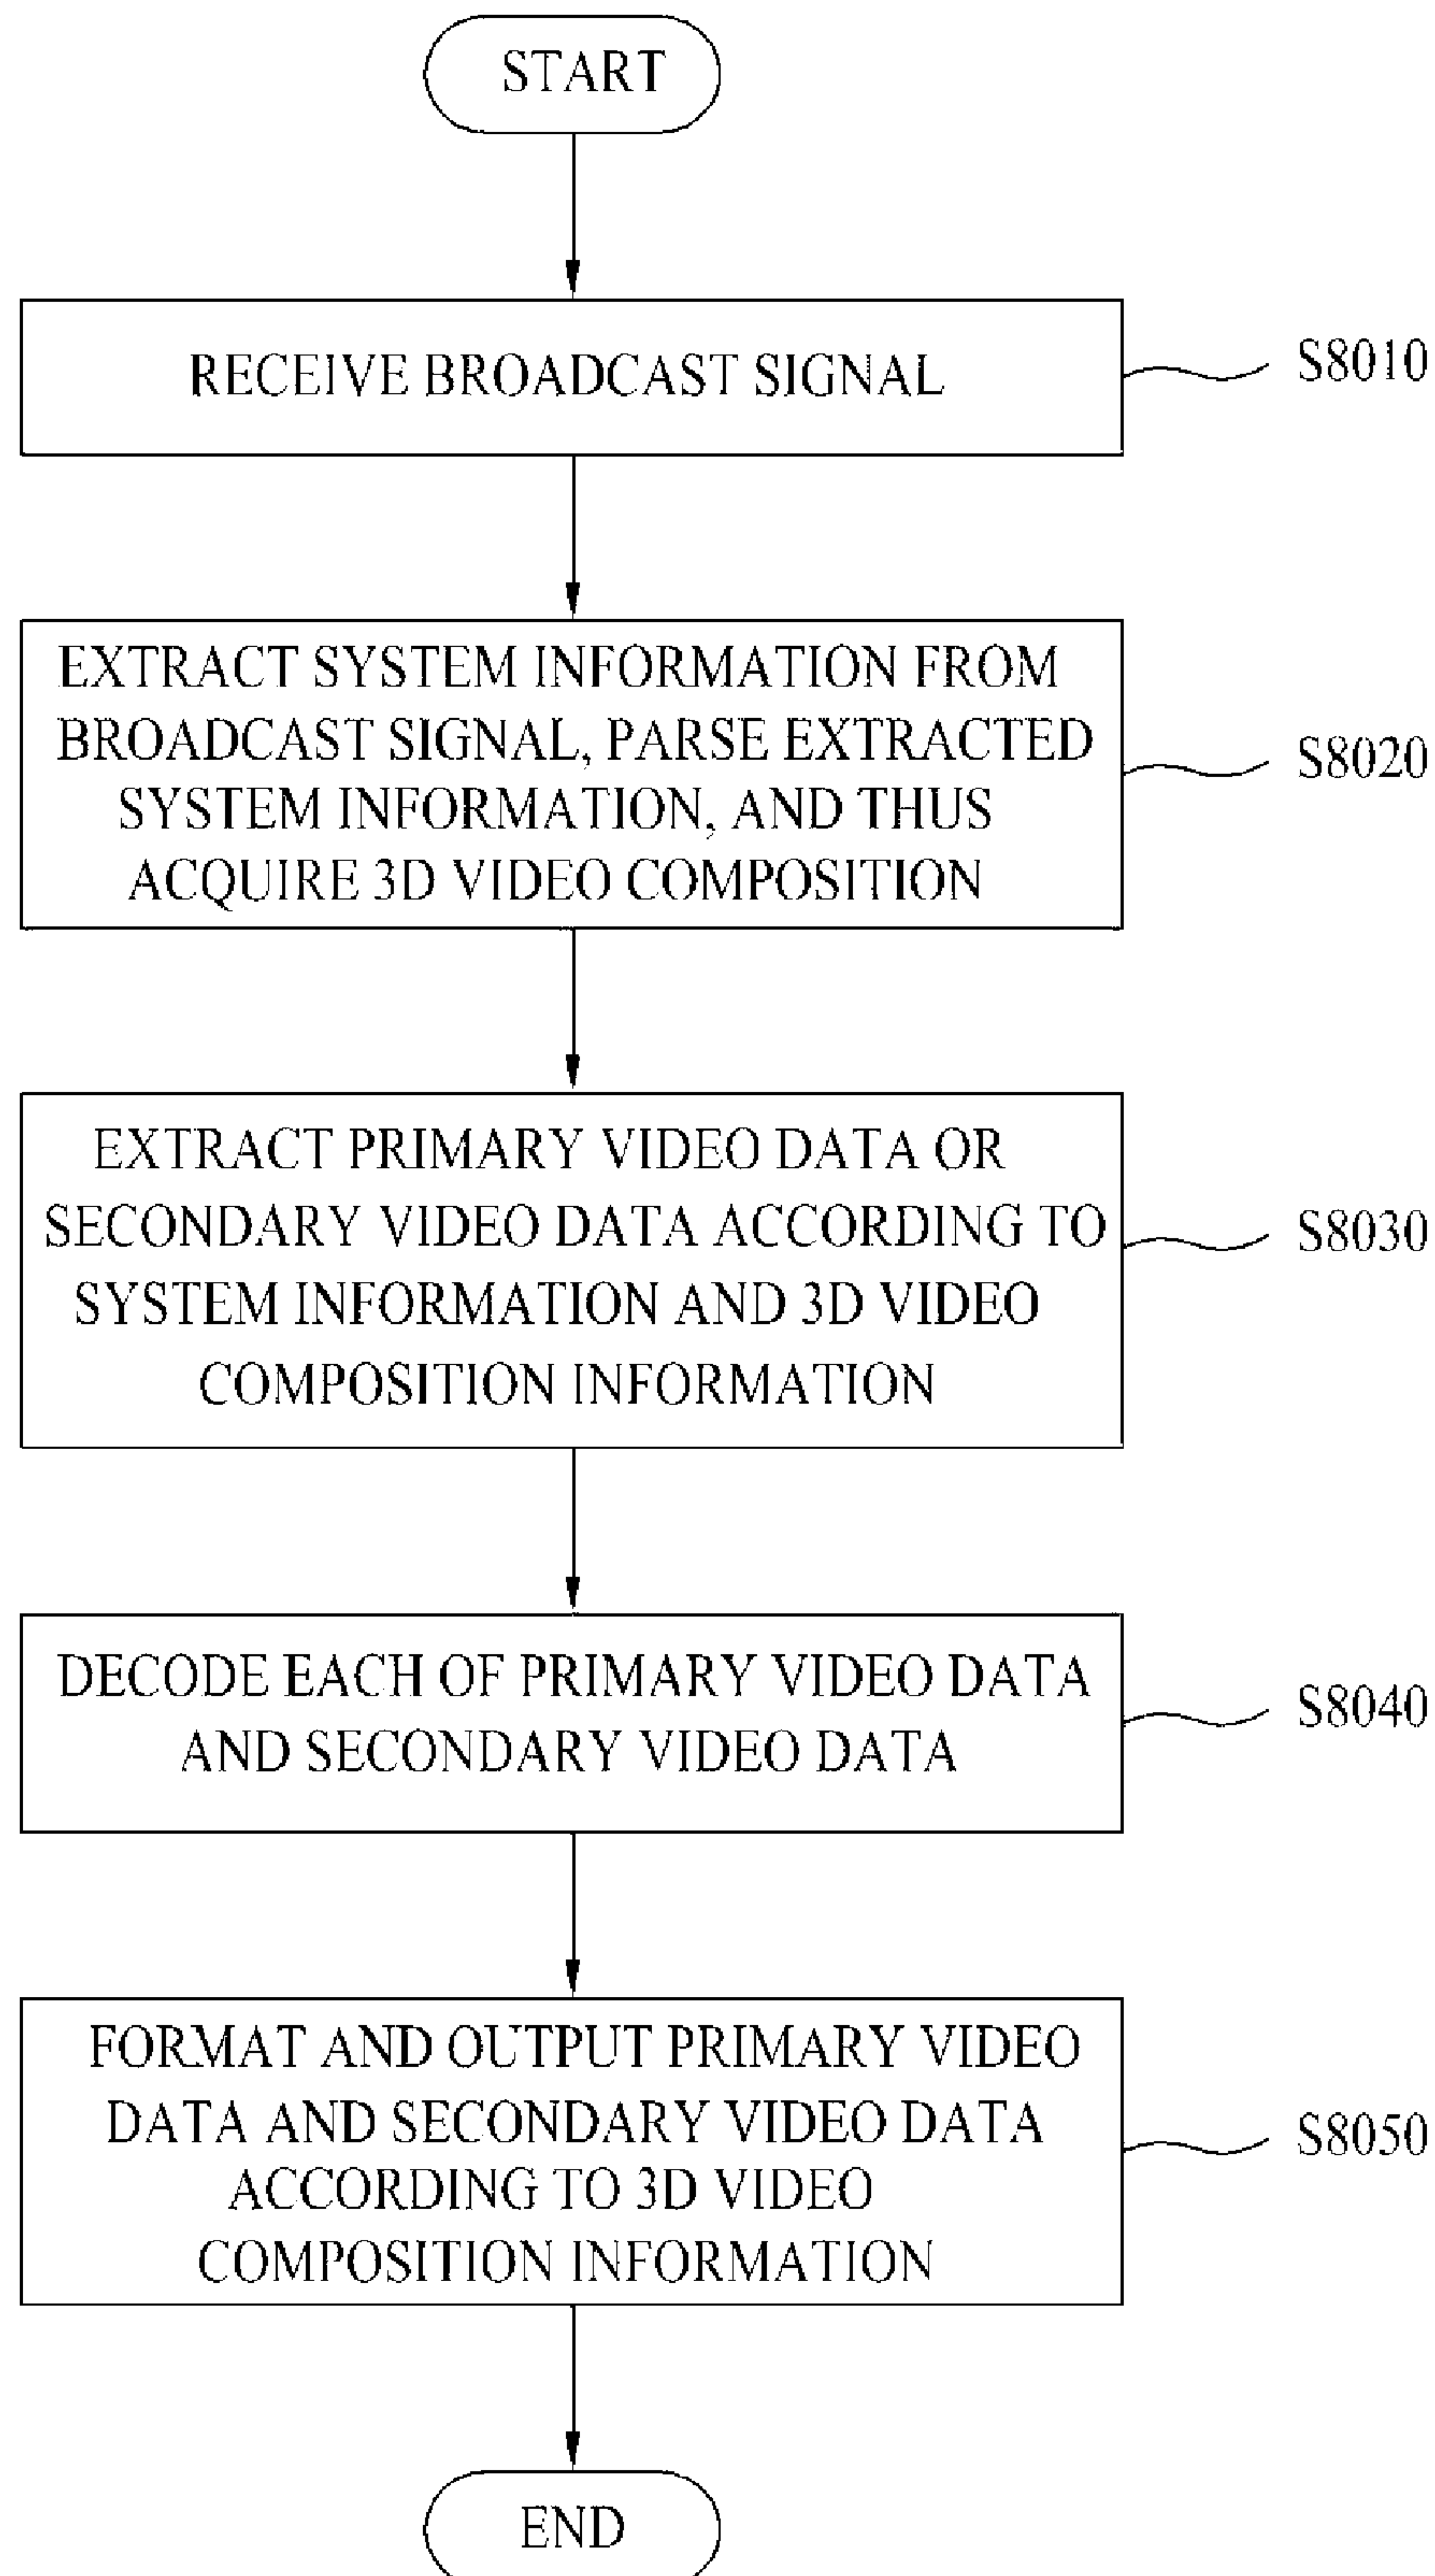 START
RECEIVE BROADCAST SIGNAL
S8010
EXTRACT SYSTEM INFORMATION FROM
BROADCAST SIGNAL, PARSE EXTRACTED
SYSTEM INFORMATION, AND THUS
ACQUIRE 3D VIDEO COMPOSITION
S8020
EXTRACT PRIMARY VIDEO DATA OR
SECONDARY VIDEO DATA ACCORDING TO
SYSTEM INFORMATION AND 3D VIDEO
COMPOSITION INFORMATION
S8030
DECODE EACH OF PRIMARY VIDEO DATA
AND SECONDARY VIDEO DATA
S8040
FORMAT AND OUTPUT PRIMARY VIDEO
DATA AND SECONDARY VIDEO DATA
ACCORDING TO 3D VIDEO
COMPOSITION INFORMATION
S8050
END